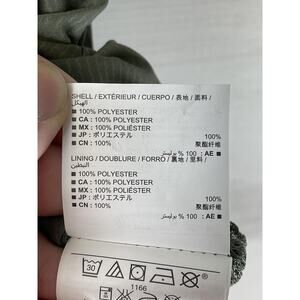 SHELL / EXTÉRIEUR / CUERPO / 表地 / 面料 /
الهيكل
■ 100% POLYESTER
■ CA : 100% POLYESTER
■ MX : 100% POLIÉSTER
■ JP : ポリエステル 100%
■ CN : 100% 聚酯纤维
■ AE : 100 % بوليستر
LINING / DOUBLURE / FORRO / 裏地 / 里料 /
التبطين
■ 100% POLYESTER
■ CA : 100% POLYESTER
■ MX : 100% POLIÉSTER
■ JP : ポリエステル 100%
■ CN : 100% 聚酯纤维
■ AE : 100 % بوليستر
30
1166